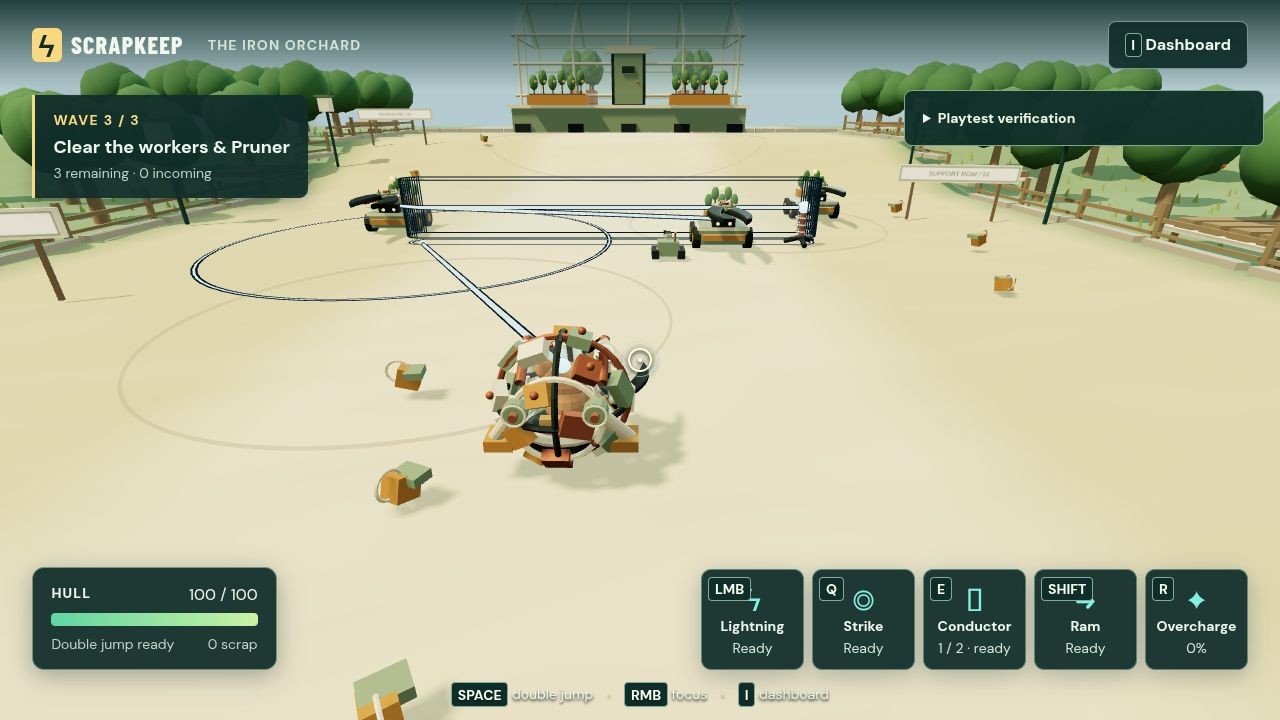 SCRAPKEEP
THE IRON ORCHARD
I Dashboard
WAVE 3 / 3
Clear the workers & Pruner
3 remaining · 0 incoming
▶ Playtest verification
SUPPORT ROW / 02
HULL
100 / 100
Double jump ready
0 scrap
LMB
Lightning
Ready
Q
Strike
Ready
E
Conductor
1 / 2 · ready
SHIFT
Ram
Ready
R
Overcharge
0%
SPACE double jump · RMB focus · I dashboard